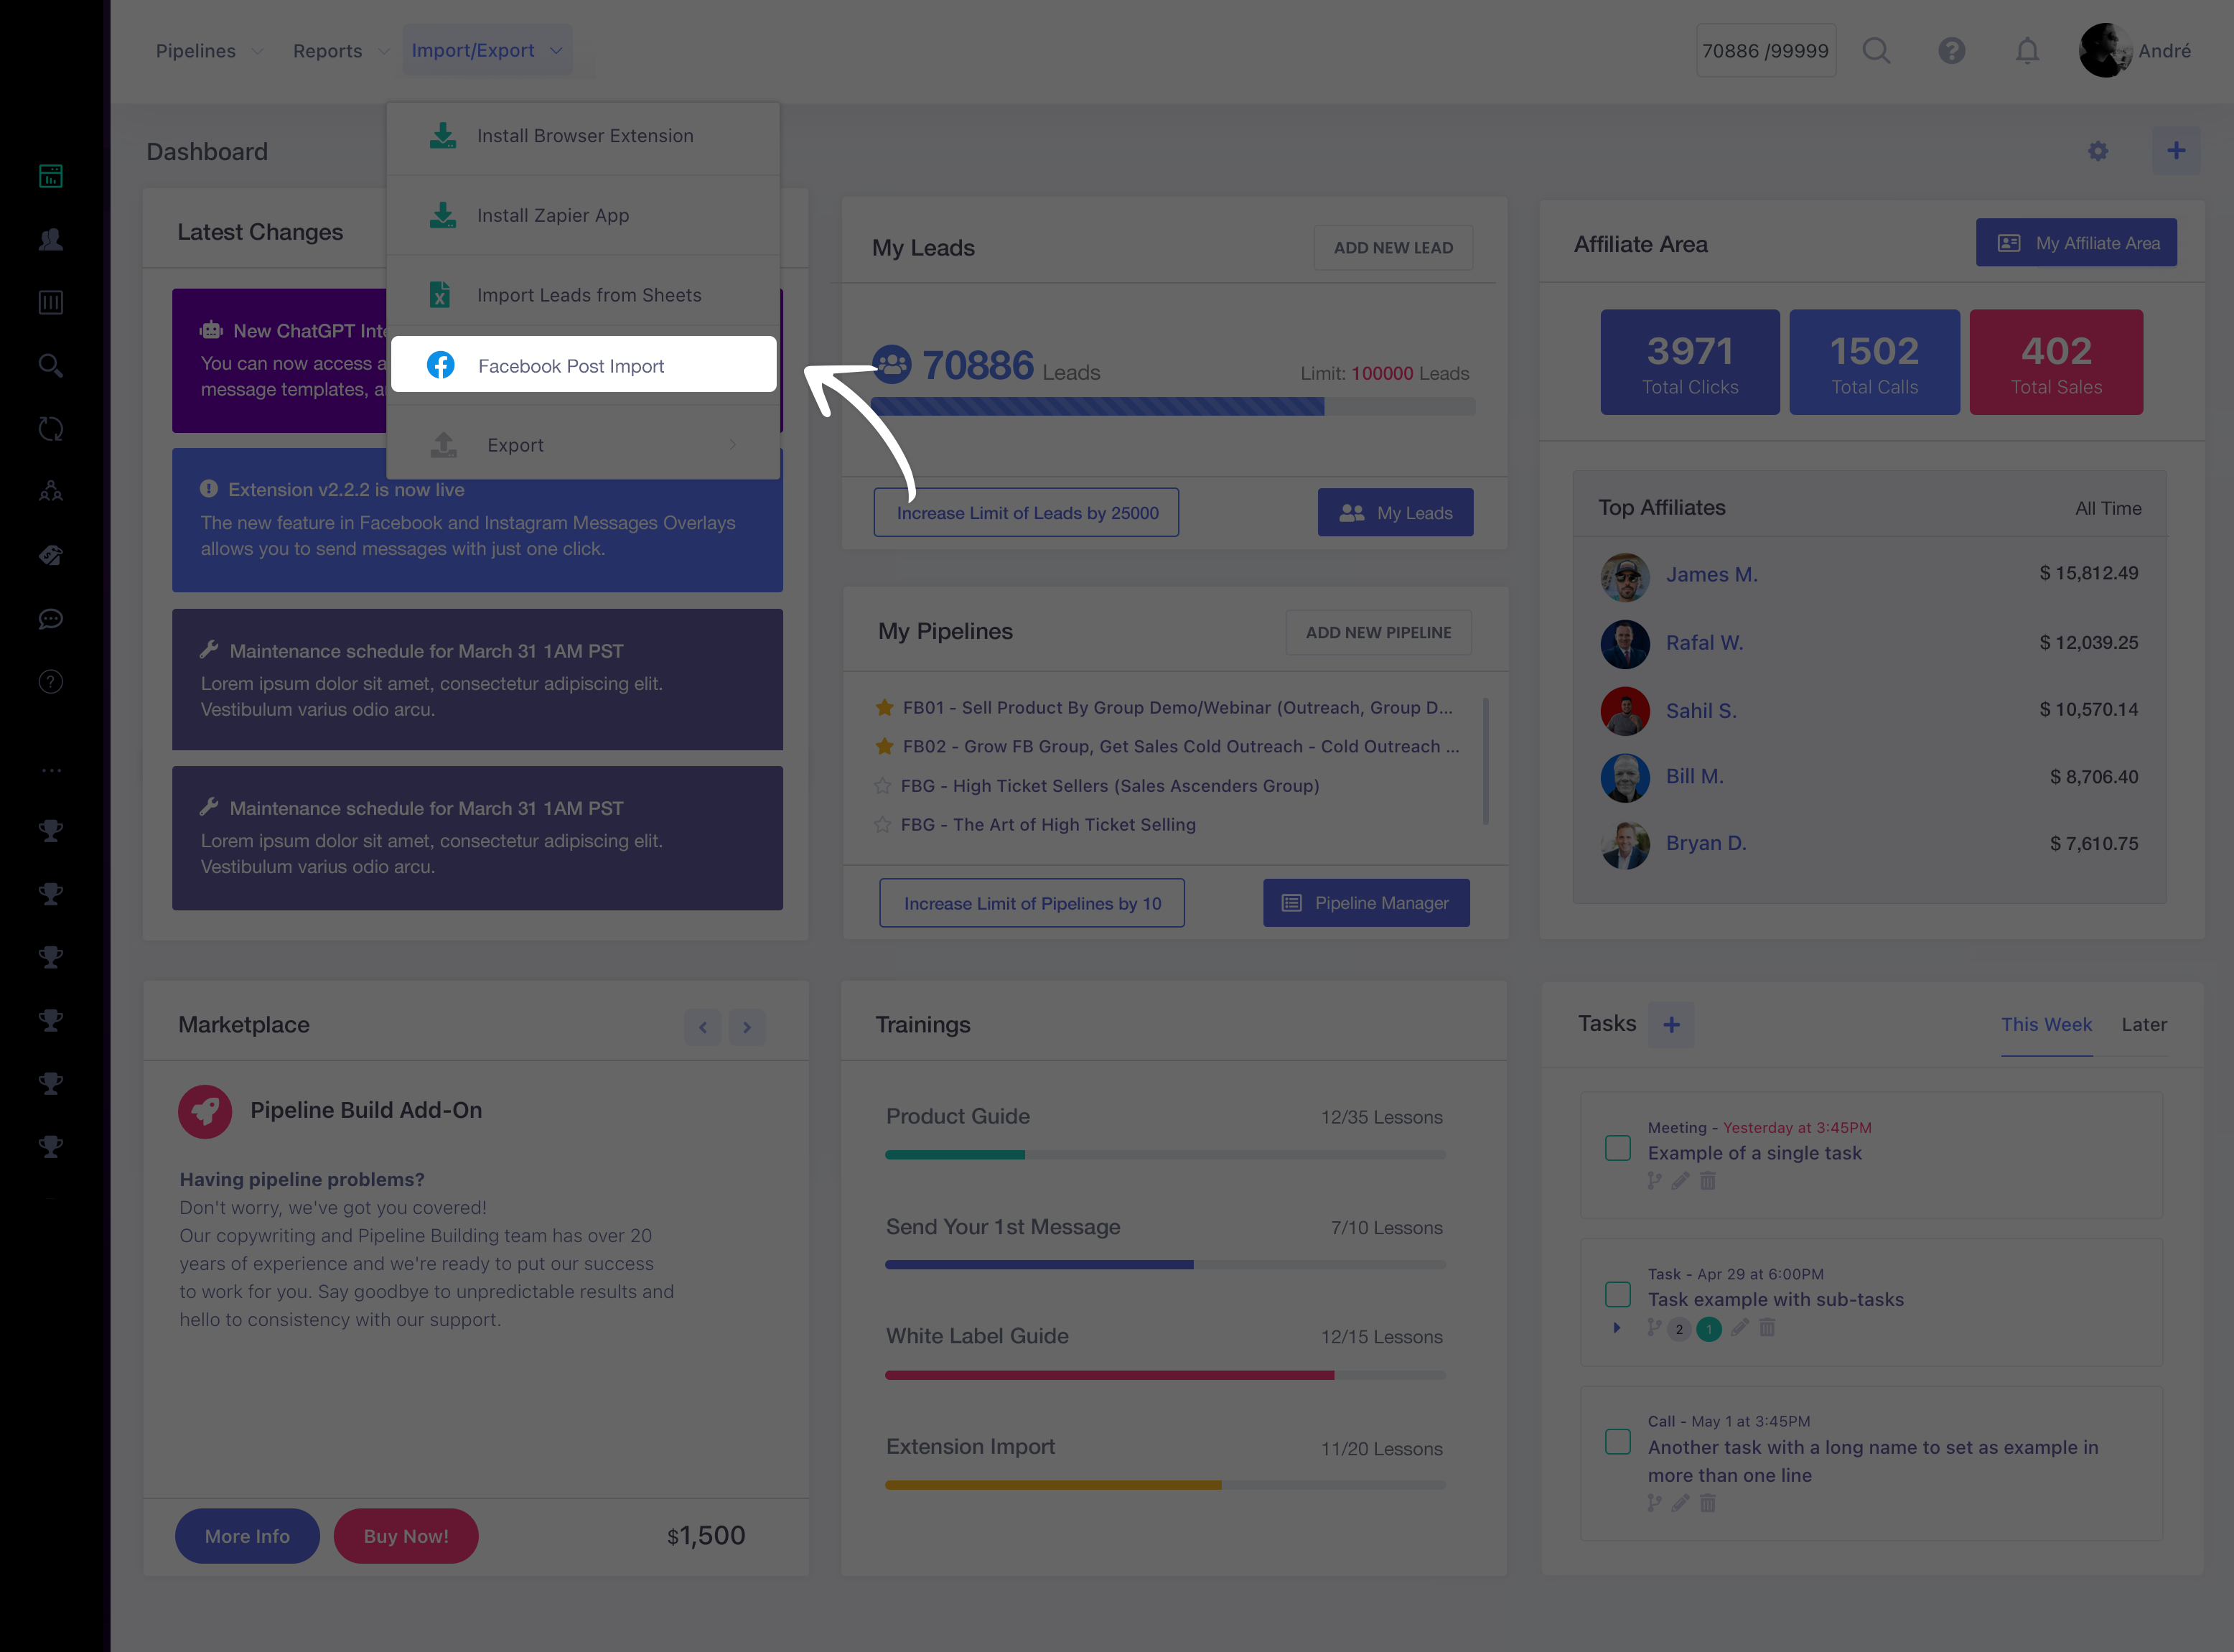 Pipelines
Reports
Import/Export
70886 /99999
André
Dashboard
Install Browser Extension
Install Zapier App
Import Leads from Sheets
Facebook Post Import
Export
Latest Changes
New ChatGPT
You can now access
message templates,
Extension v2.2.2 is now live
The new feature in Facebook and Instagram Messages Overlays
allows you to send messages with just one click.
Maintenance schedule for March 31 1AM PST
Lorem ipsum dolor sit amet, consectetur adipiscing elit.
Vestibulum varius odio arcu.
Maintenance schedule for March 31 1AM PST
Lorem ipsum dolor sit amet, consectetur adipiscing elit.
Vestibulum varius odio arcu.
My Leads
ADD NEW LEAD
70886 Leads
Limit: 100000 Leads
Increase Limit of Leads by 25000
My Leads
My Pipelines
ADD NEW PIPELINE
FB01 - Sell Product By Group Demo/Webinar (Outreach, Group D...
FB02 - Grow FB Group, Get Sales Cold Outreach - Cold Outreach ...
FBG - High Ticket Sellers (Sales Ascenders Group)
FBG - The Art of High Ticket Selling
Increase Limit of Pipelines by 10
Pipeline Manager
Affiliate Area
My Affiliate Area
3971
Total Clicks
1502
Total Calls
402
Total Sales
Top Affiliates
All Time
James M.
$ 15,812.49
Rafal W.
$ 12,039.25
Sahil S.
$ 10,570.14
Bill M.
$ 8,706.40
Bryan D.
$ 7,610.75
Marketplace
Pipeline Build Add-On
Having pipeline problems?
Don't worry, we've got you covered!
Our copywriting and Pipeline Building team has over 20
years of experience and we're ready to put our success
to work for you. Say goodbye to unpredictable results and
hello to consistency with our support.
More Info
Buy Now!
$1,500
Trainings
Product Guide
12/35 Lessons
Send Your 1st Message
7/10 Lessons
White Label Guide
12/15 Lessons
Extension Import
11/20 Lessons
Tasks
This Week
Later
Meeting - Yesterday at 3:45PM
Example of a single task
Task - Apr 29 at 6:00PM
Task example with sub-tasks
2
1
Call - May 1 at 3:45PM
Another task with a long name to set as example in
more than one line